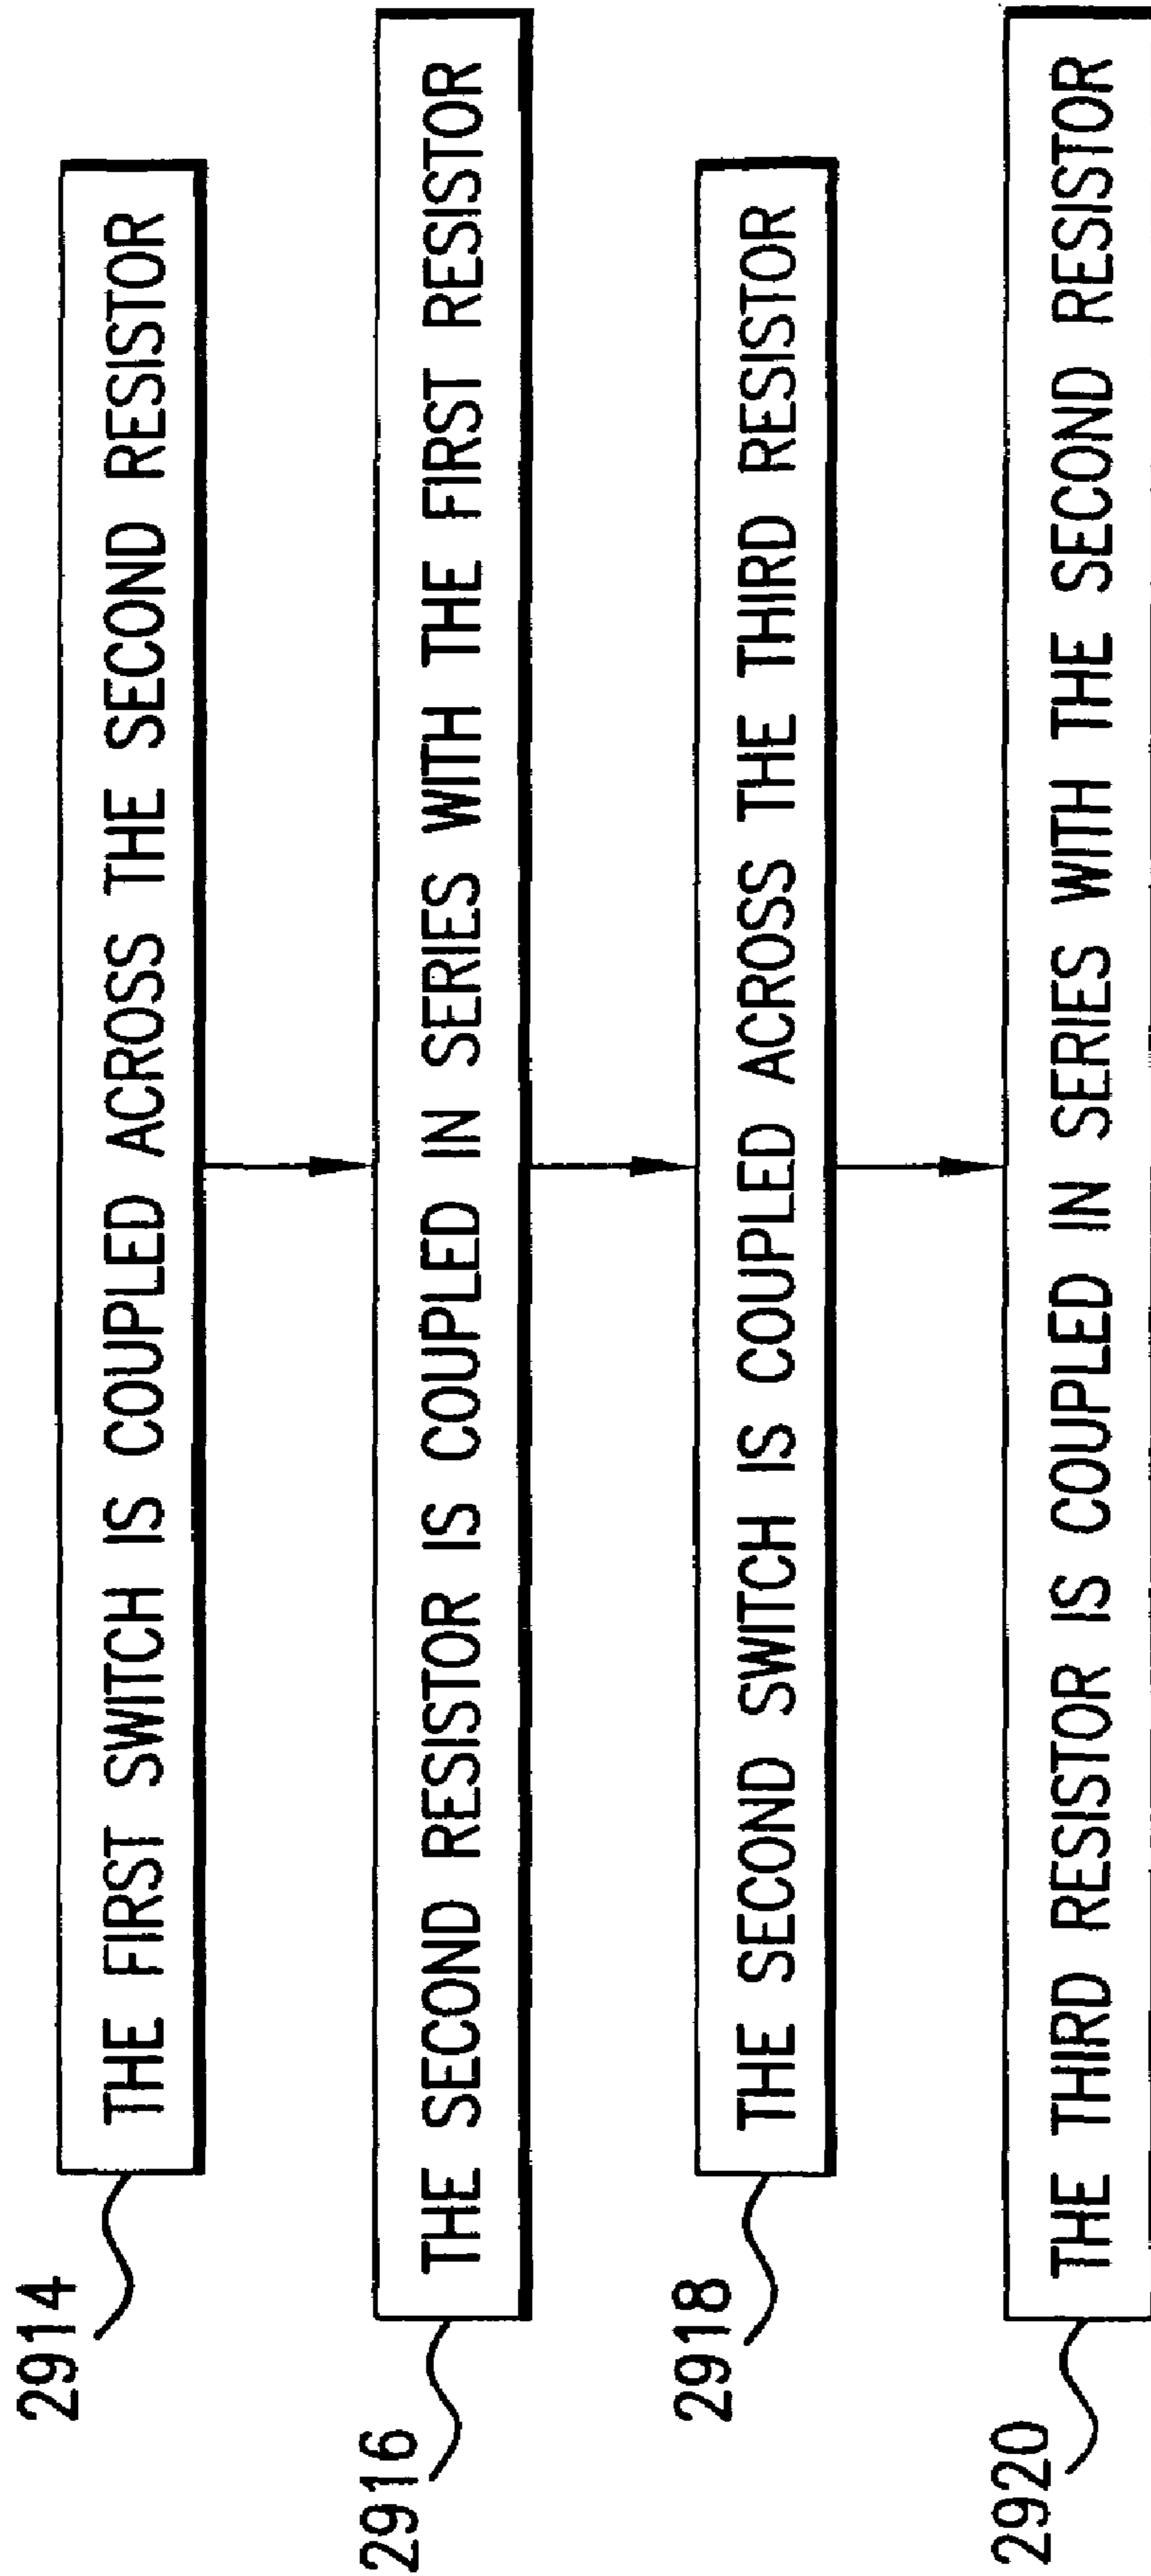 2914
THE FIRST SWITCH IS COUPLED ACROSS THE SECOND RESISTOR
2916
THE SECOND RESISTOR IS COUPLED IN SERIES WITH THE FIRST RESISTOR
2918
THE SECOND SWITCH IS COUPLED ACROSS THE THIRD RESISTOR
2920
THE THIRD RESISTOR IS COUPLED IN SERIES WITH THE SECOND RESISTOR